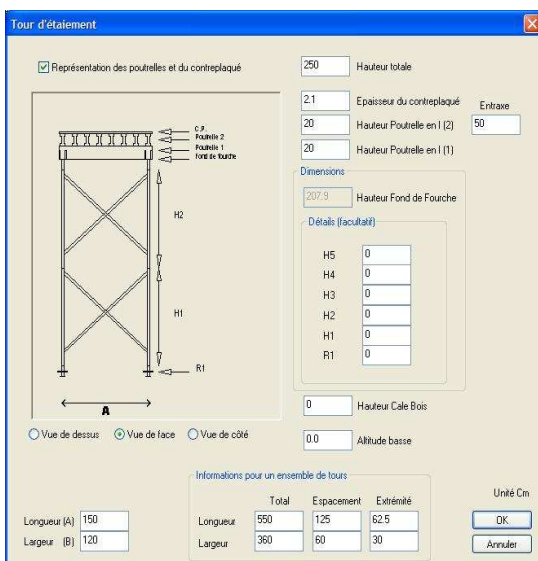 Tour d'étaiement
Représentation des poutrelles et du contreplaqué
250 Hauteur totale
2.1 Epaisseur du contreplaqué
Entraxe
20 Hauteur Poutrelle en I (2) 50
20 Hauteur Poutrelle en I (1)
C.P.
Poutrelle 2
Poutrelle 1
Fond de fourche
H2
H1
R1
A
Dimensions
207.9 Hauteur Fond de Fourche
Détails (facultatif)
H5 0
H4 0
H3 0
H2 0
H1 0
R1 0
0 Hauteur Cale Bois
0.0 Altitude basse
Vue de dessus Vue de face Vue de côté
Informations pour un ensemble de tours
Total Espacement Extrémité
Longueur 550 125 62.5
Largeur 360 60 30
Longueur (A) 150
Largeur (B) 120
Unité Cm
OK
Annuler